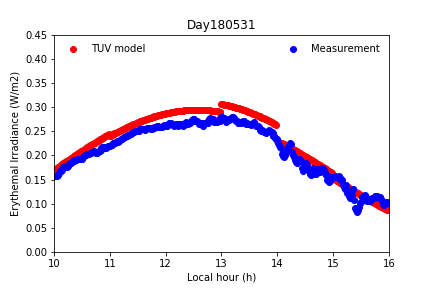 Day180531
TUV model
Measurement
Erythemal Irradiance (W/m2)
0.45
0.40
0.35
0.30
0.25
0.20
0.15
0.10
0.05
0.00
10 11 12 13 14 15 16
Local hour (h)